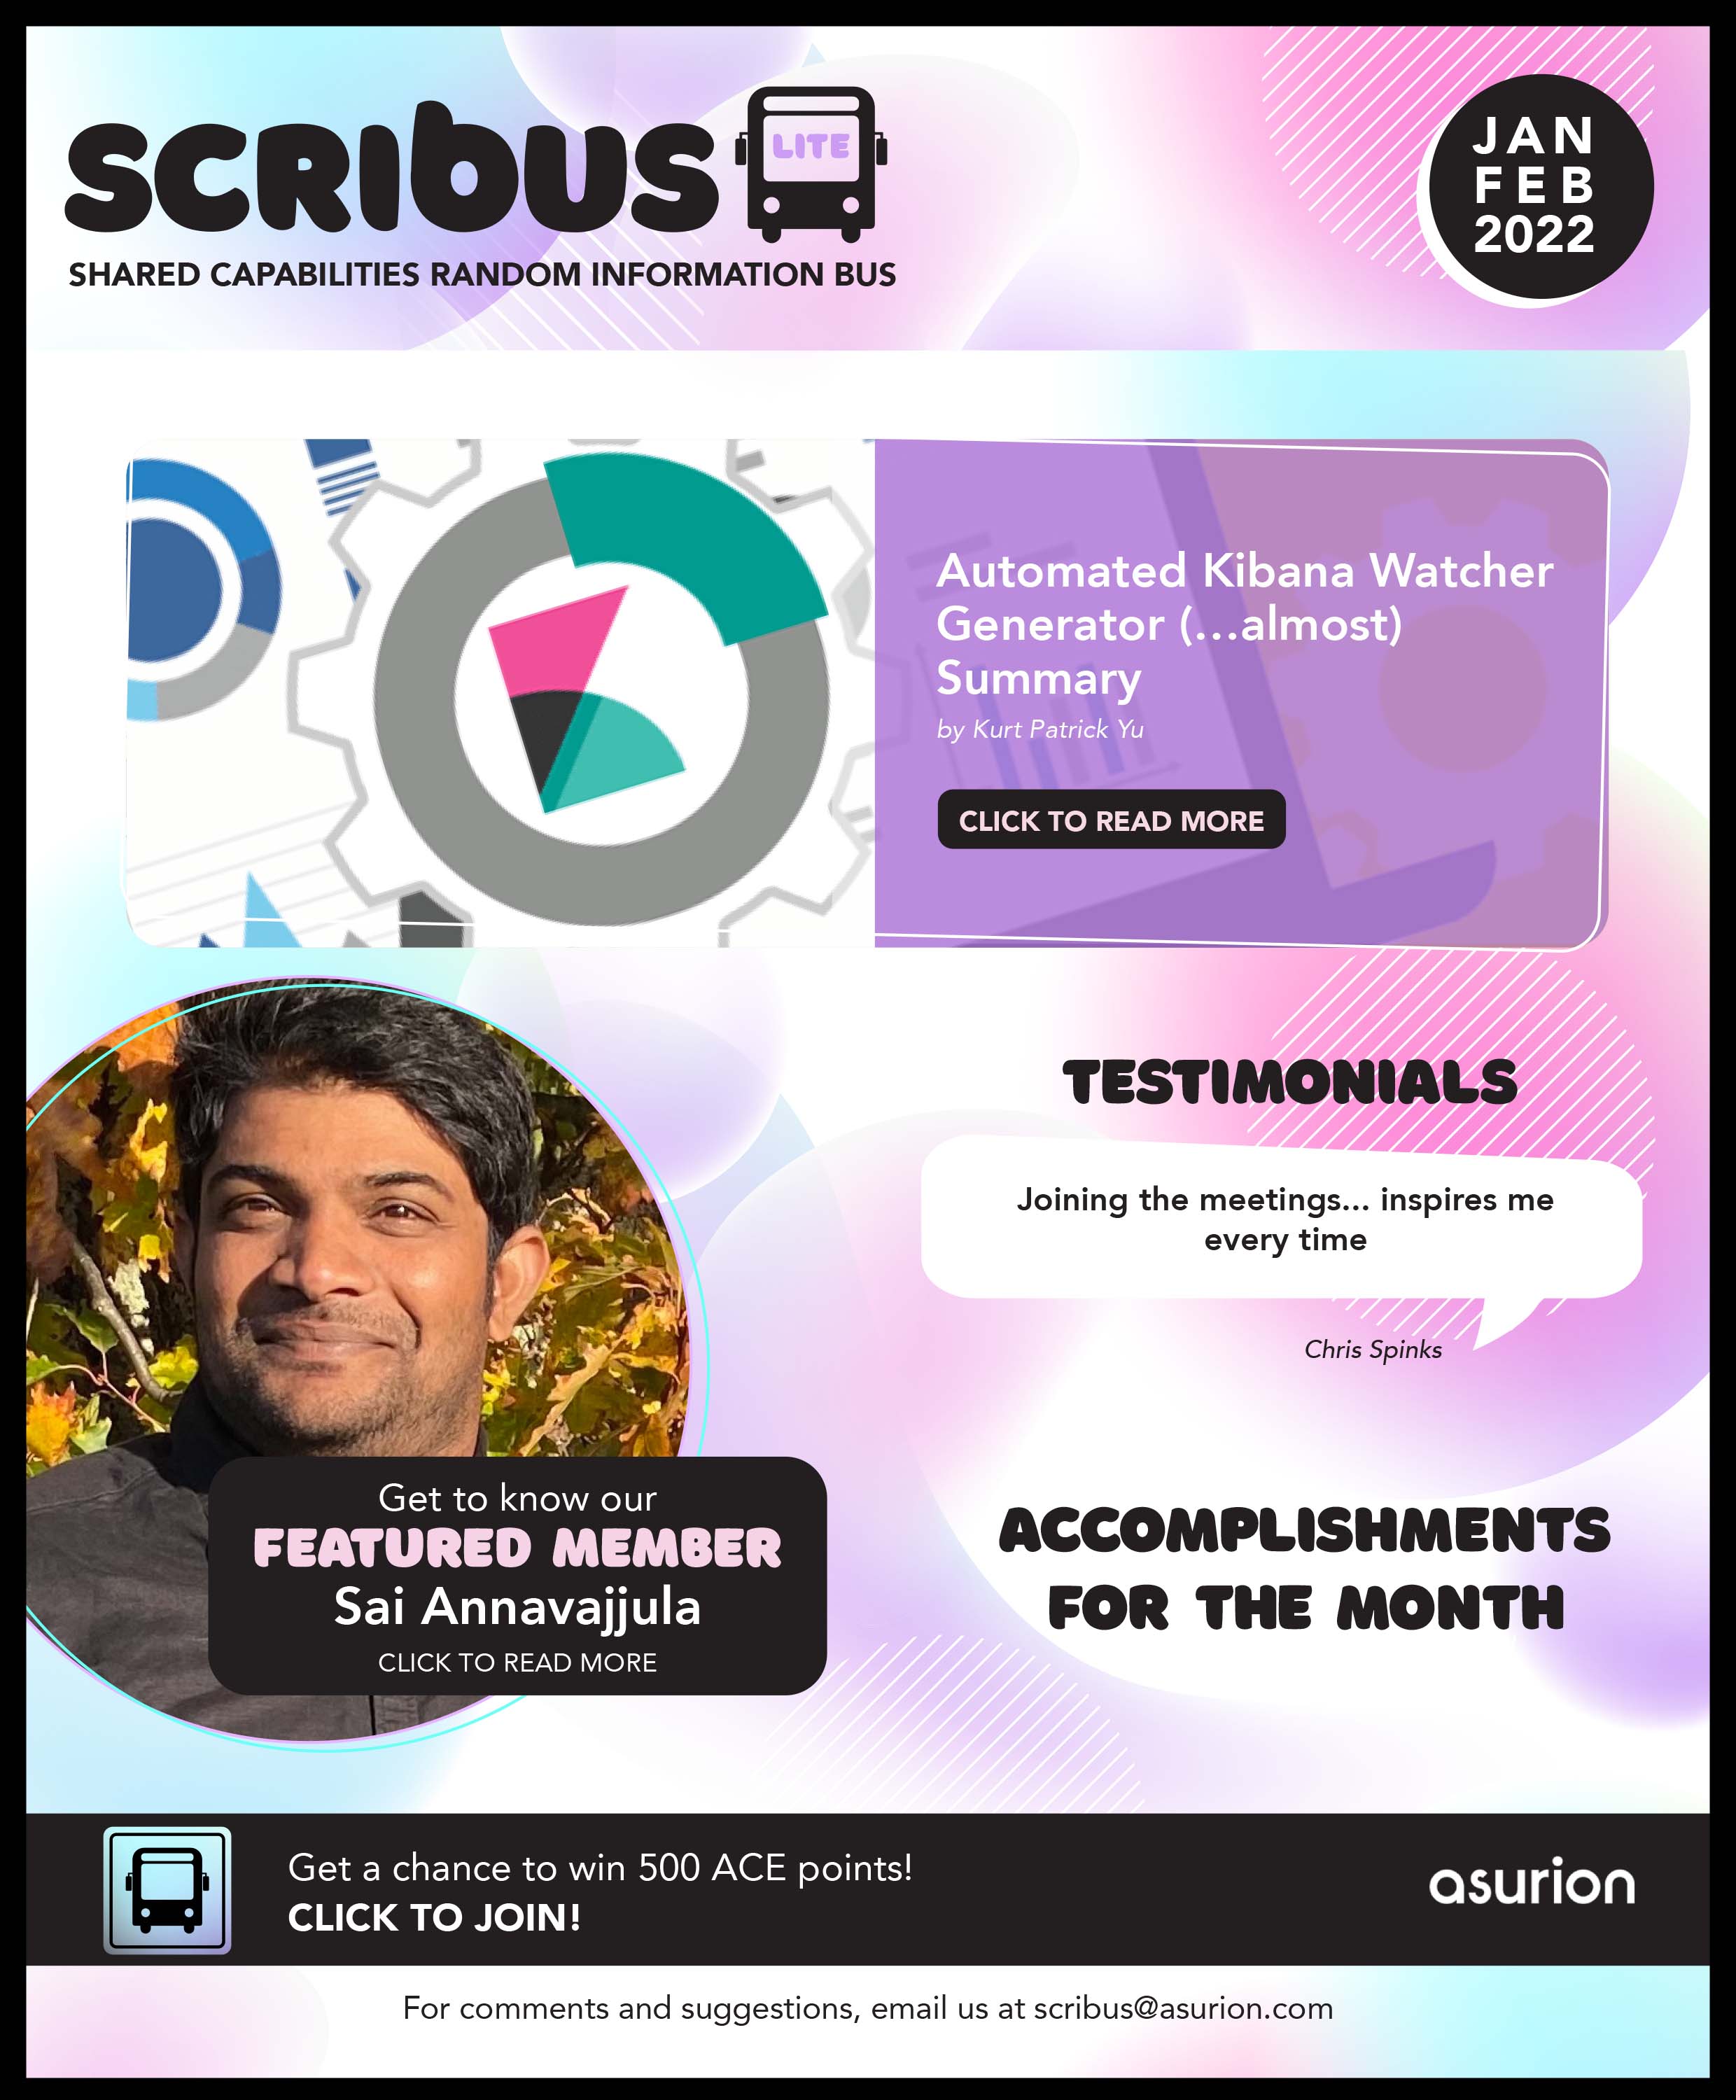 SCRIBUS
LITE
SHARED CAPABILITIES RANDOM INFORMATION BUS
JAN
FEB
2022
Automated Kibana Watcher
Generator (...almost)
Summary
by Kurt Patrick Yu
CLICK TO READ MORE
Get to know our
FEATURED MEMBER
Sai Annavajjula
CLICK TO READ MORE
TESTIMONIALS
Joining the meetings... inspires me
every time
Chris Spinks
ACCOMPLISHMENTS
FOR THE MONTH
Get a chance to win 500 ACE points!
CLICK TO JOIN!
asurion
For comments and suggestions, email us at scribus@asurion.com